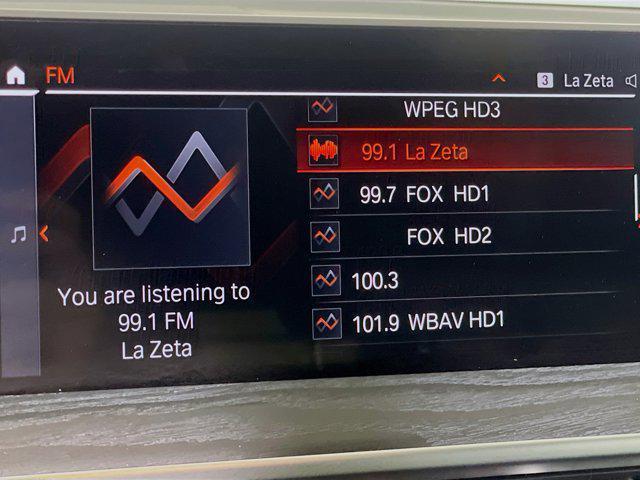 FM
3 La Zeta
WPEG HD3
99.1 La Zeta
99.7 FOX HD1
FOX HD2
100.3
101.9 WBAV HD1
You are listening to
99.1 FM
La Zeta